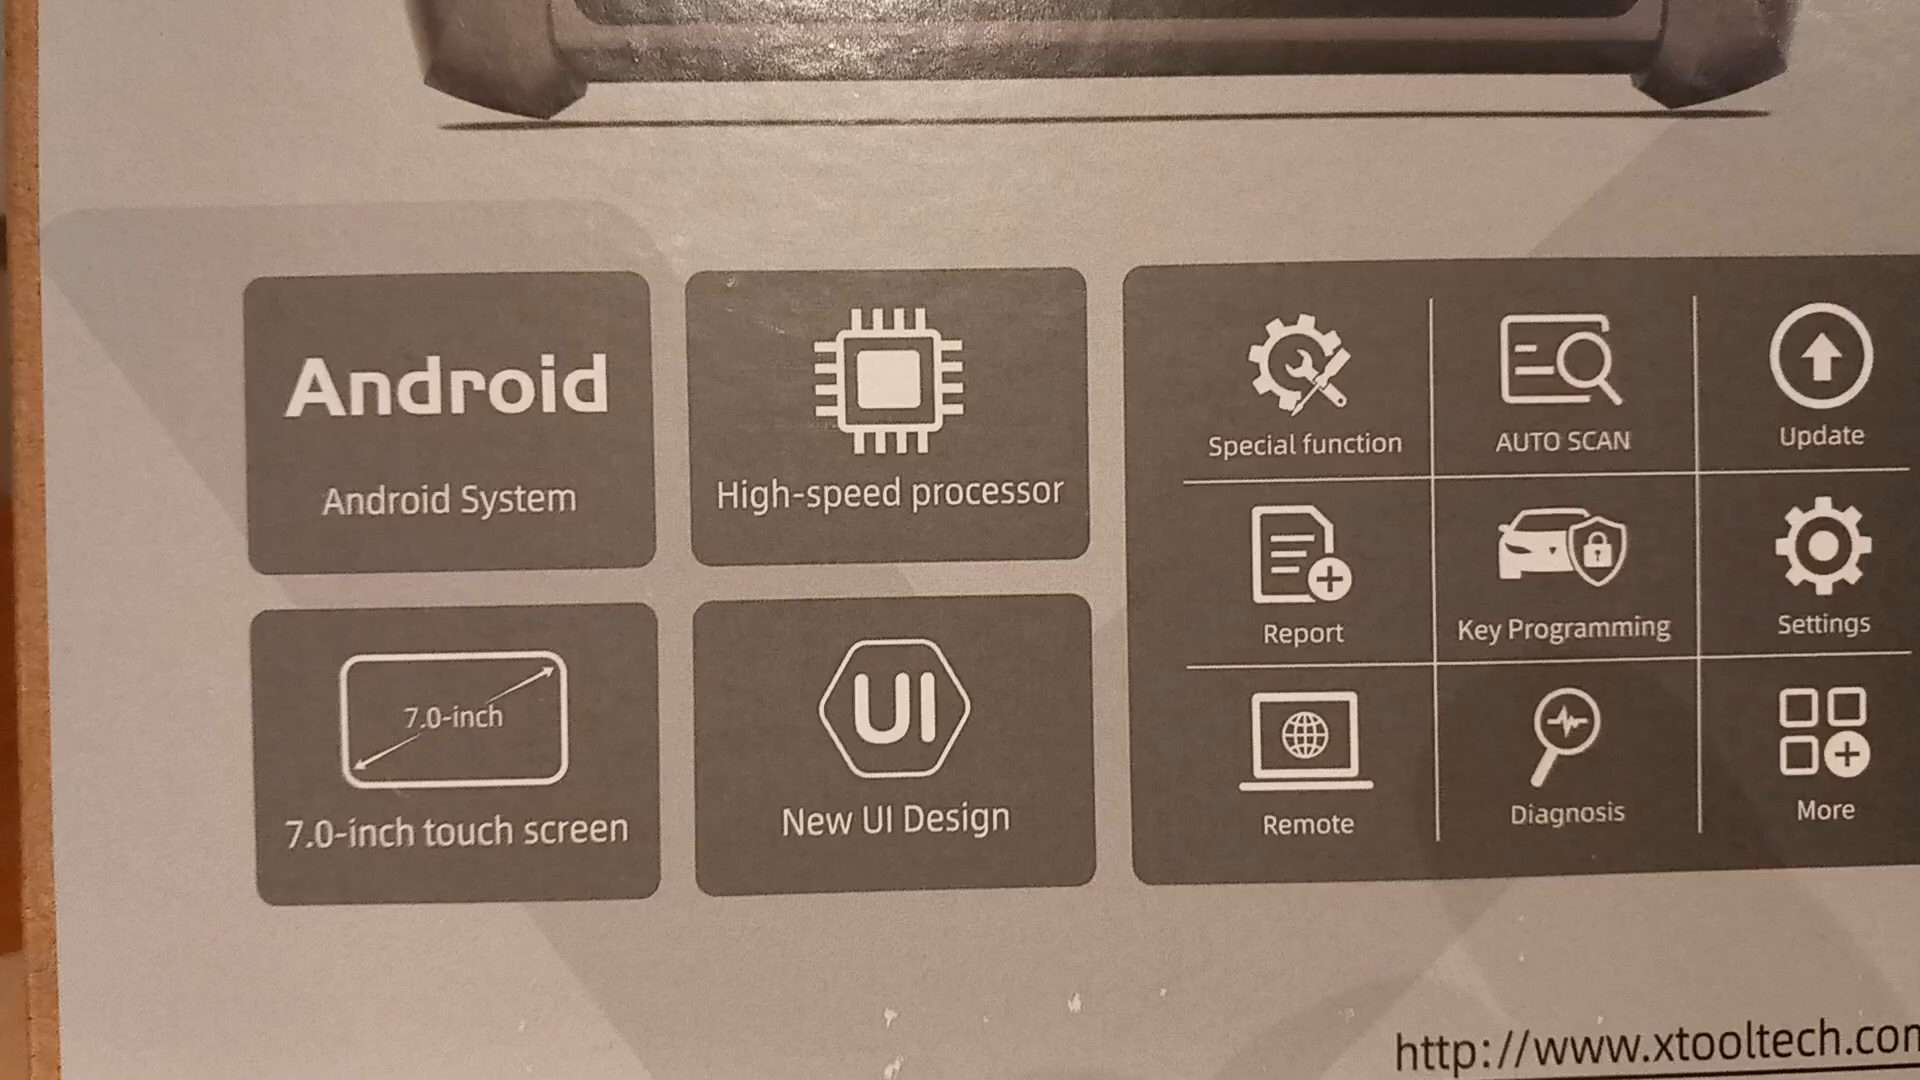 Android
Android System
High-speed processor
7.0-inch
7.0-inch touch screen
UI
New UI Design
Special function
AUTO SCAN
Update
Report
Key Programming
Settings
Remote
Diagnosis
More
http://www.xtooltech.con